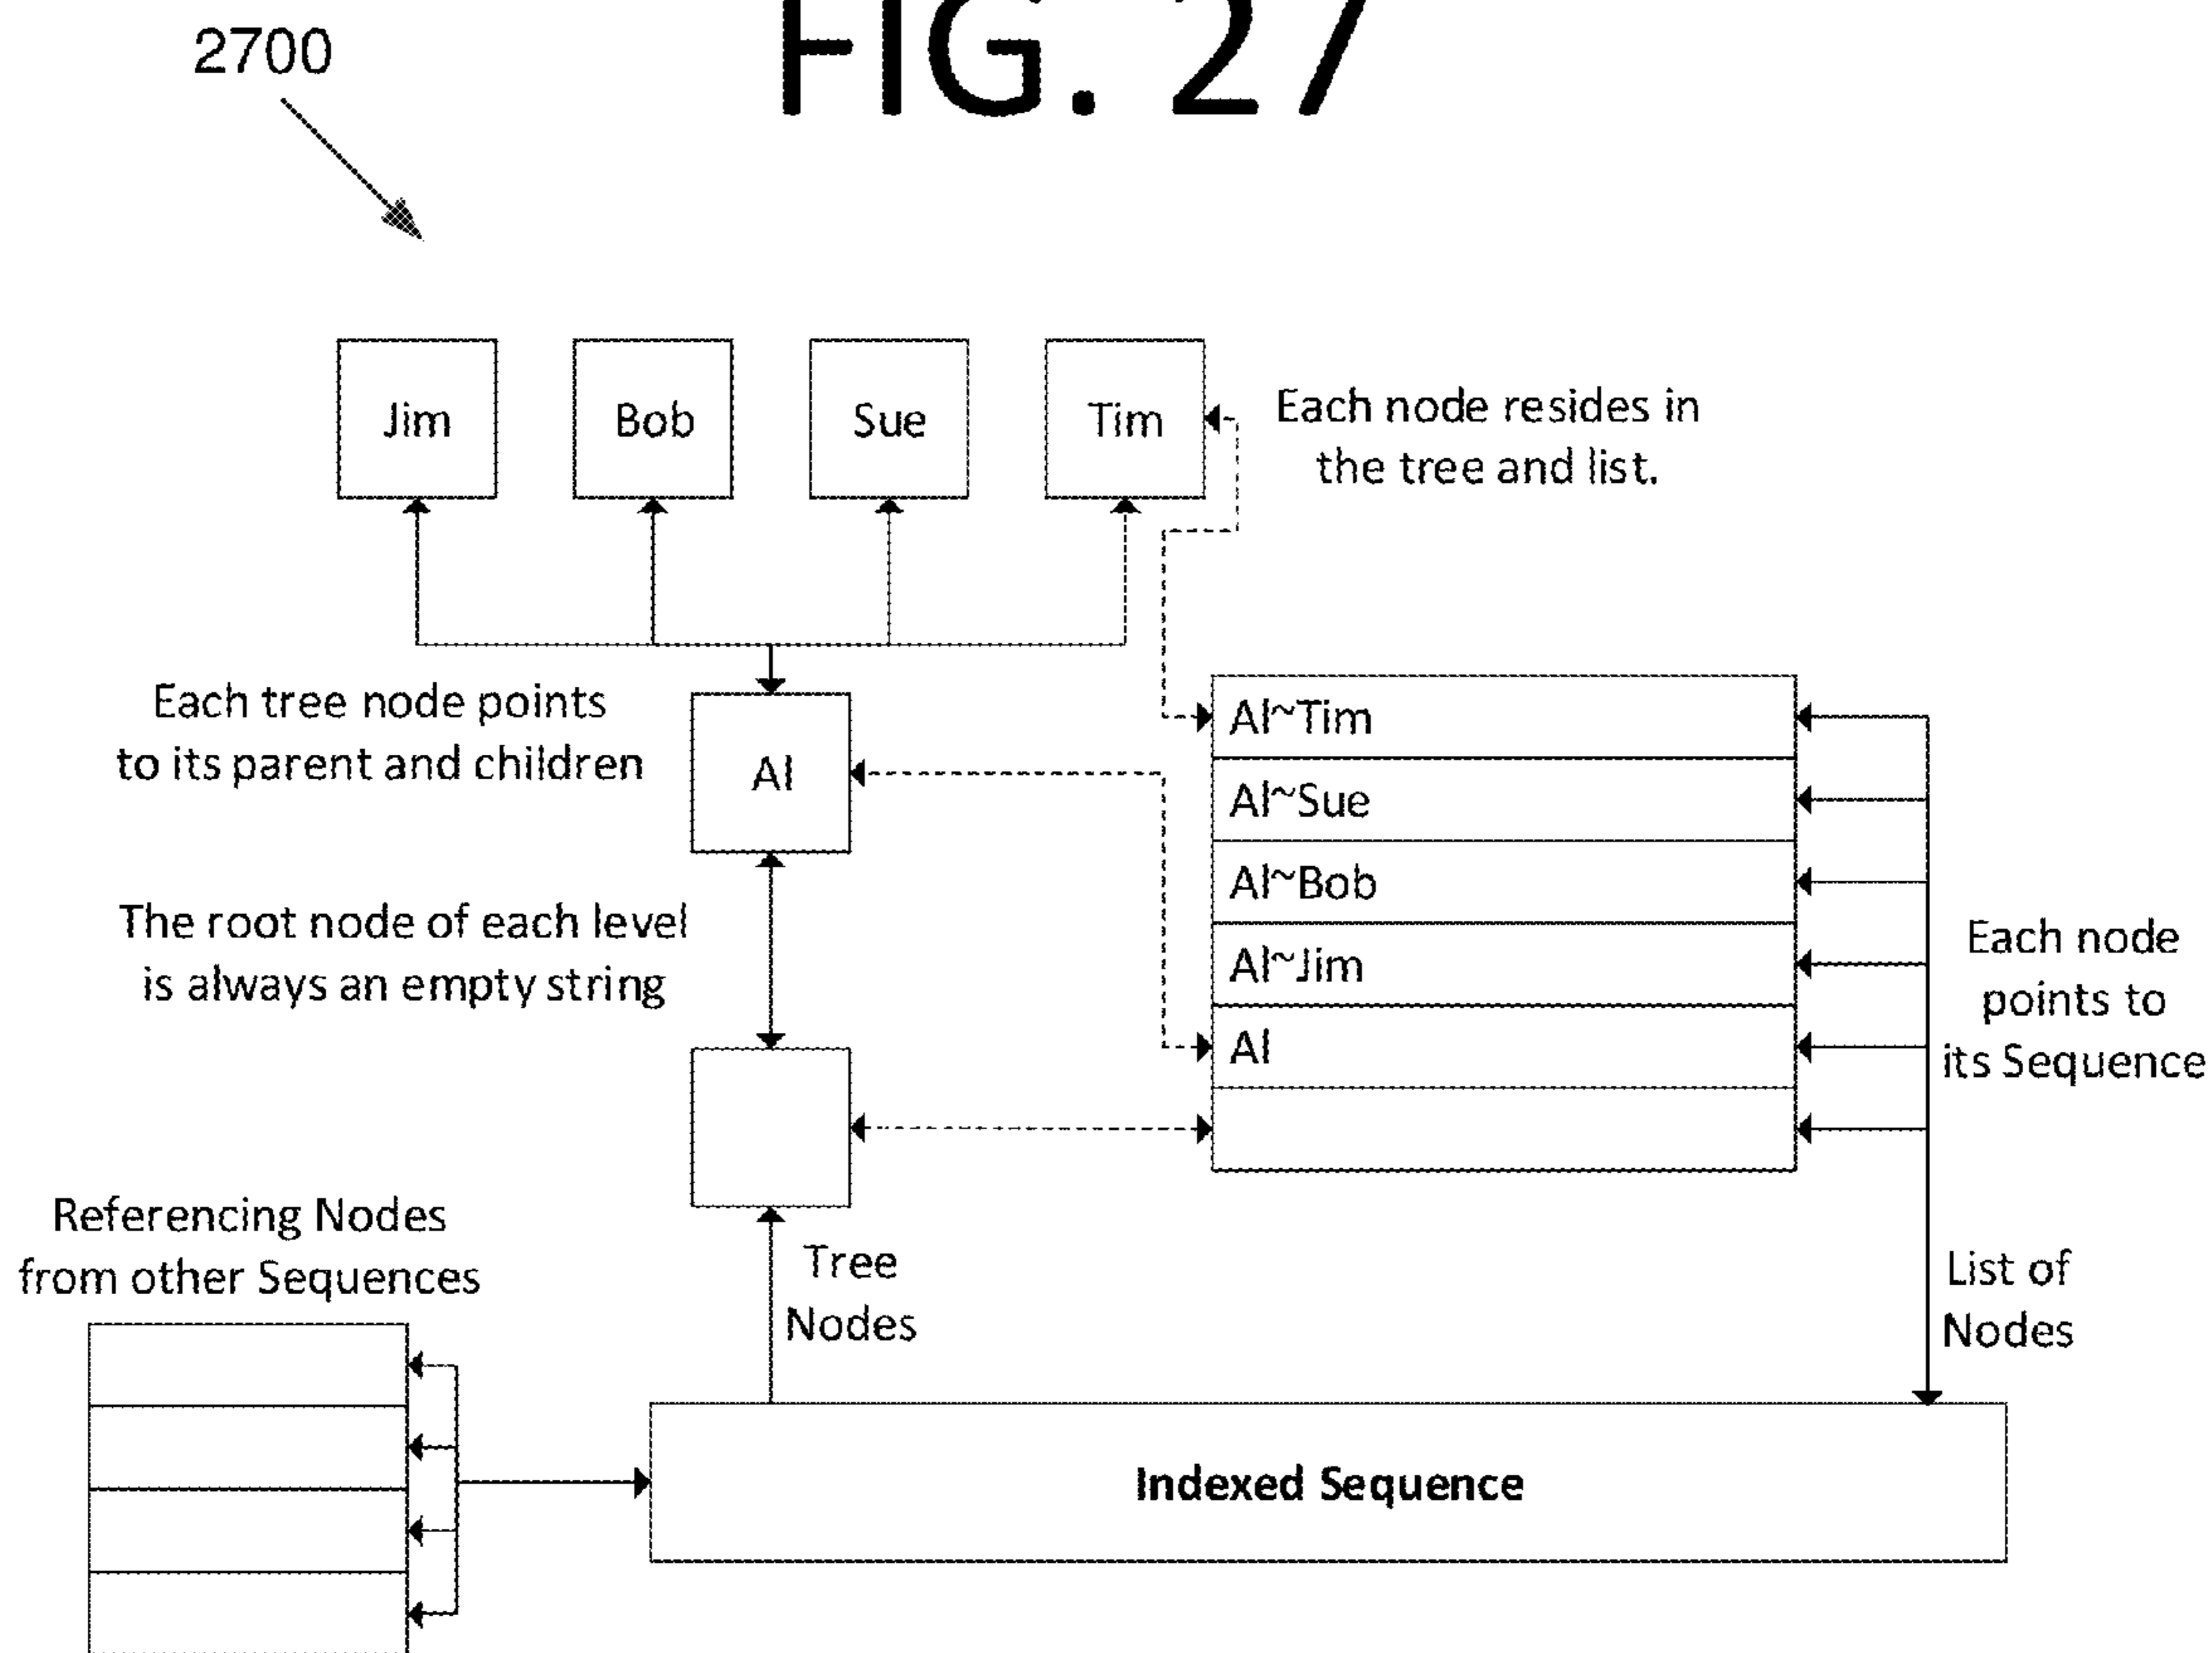 FIG. 27
2700
Jim
Bob
Sue
Tim
Each node resides in
the tree and list.
Each tree node points
to its parent and children
Al
The root node of each level
is always an empty string
Al~Tim
Al~Sue
Al~Bob
Al~Jim
Al
Each node
points to
its Sequence
Referencing Nodes
from other Sequences
Tree
Nodes
List of
Nodes
Indexed Sequence